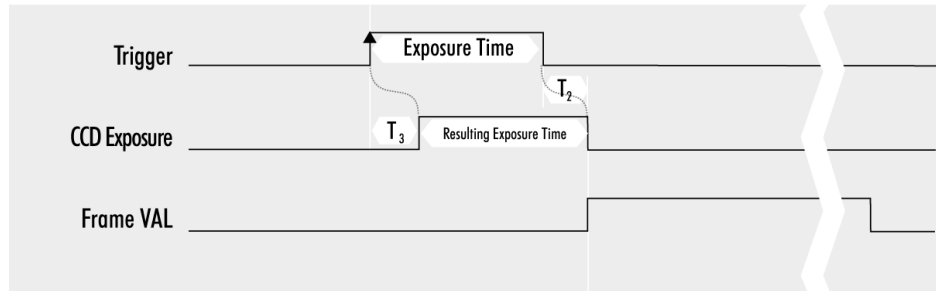 Trigger
Exposure Time
T₂
CCD Exposure
T₃
Resulting Exposure Time
Frame VAL